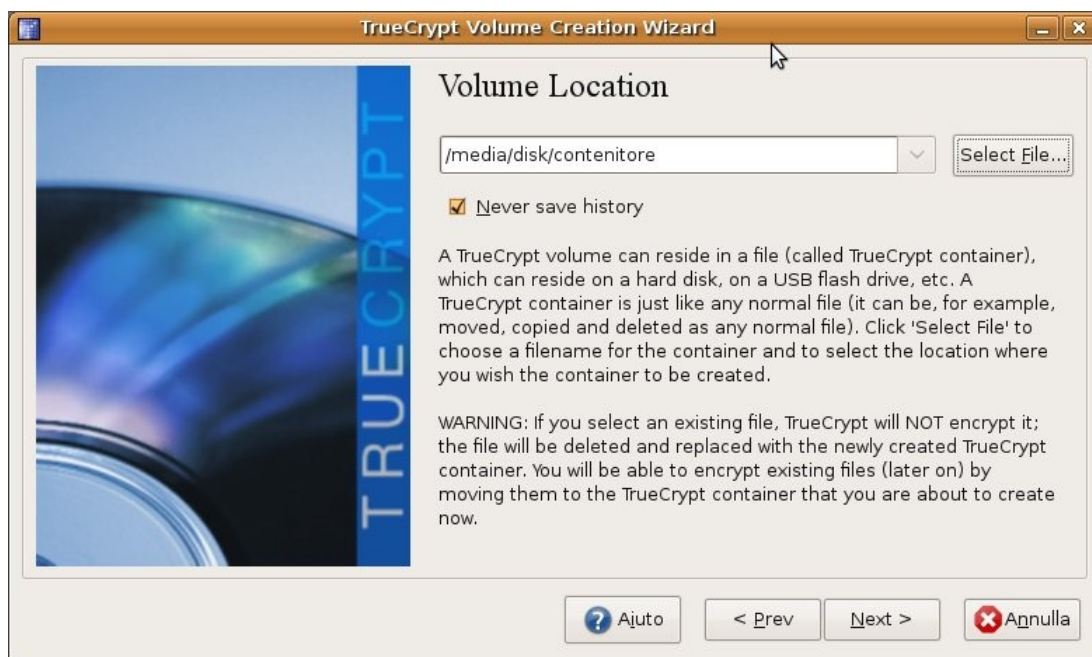 TrueCrypt Volume Creation Wizard
Volume Location
/media/disk/contenitore
Select File...
Never save history
A TrueCrypt volume can reside in a file (called TrueCrypt container),
which can reside on a hard disk, on a USB flash drive, etc. A
TrueCrypt container is just like any normal file (it can be, for example,
moved, copied and deleted as any normal file). Click 'Select File' to
choose a filename for the container and to select the location where
you wish the container to be created.
WARNING: If you select an existing file, TrueCrypt will NOT encrypt it;
the file will be deleted and replaced with the newly created TrueCrypt
container. You will be able to encrypt existing files (later on) by
moving them to the TrueCrypt container that you are about to create
now.
TRUECRYPT
Aiuto
< Prev
Next >
Annulla